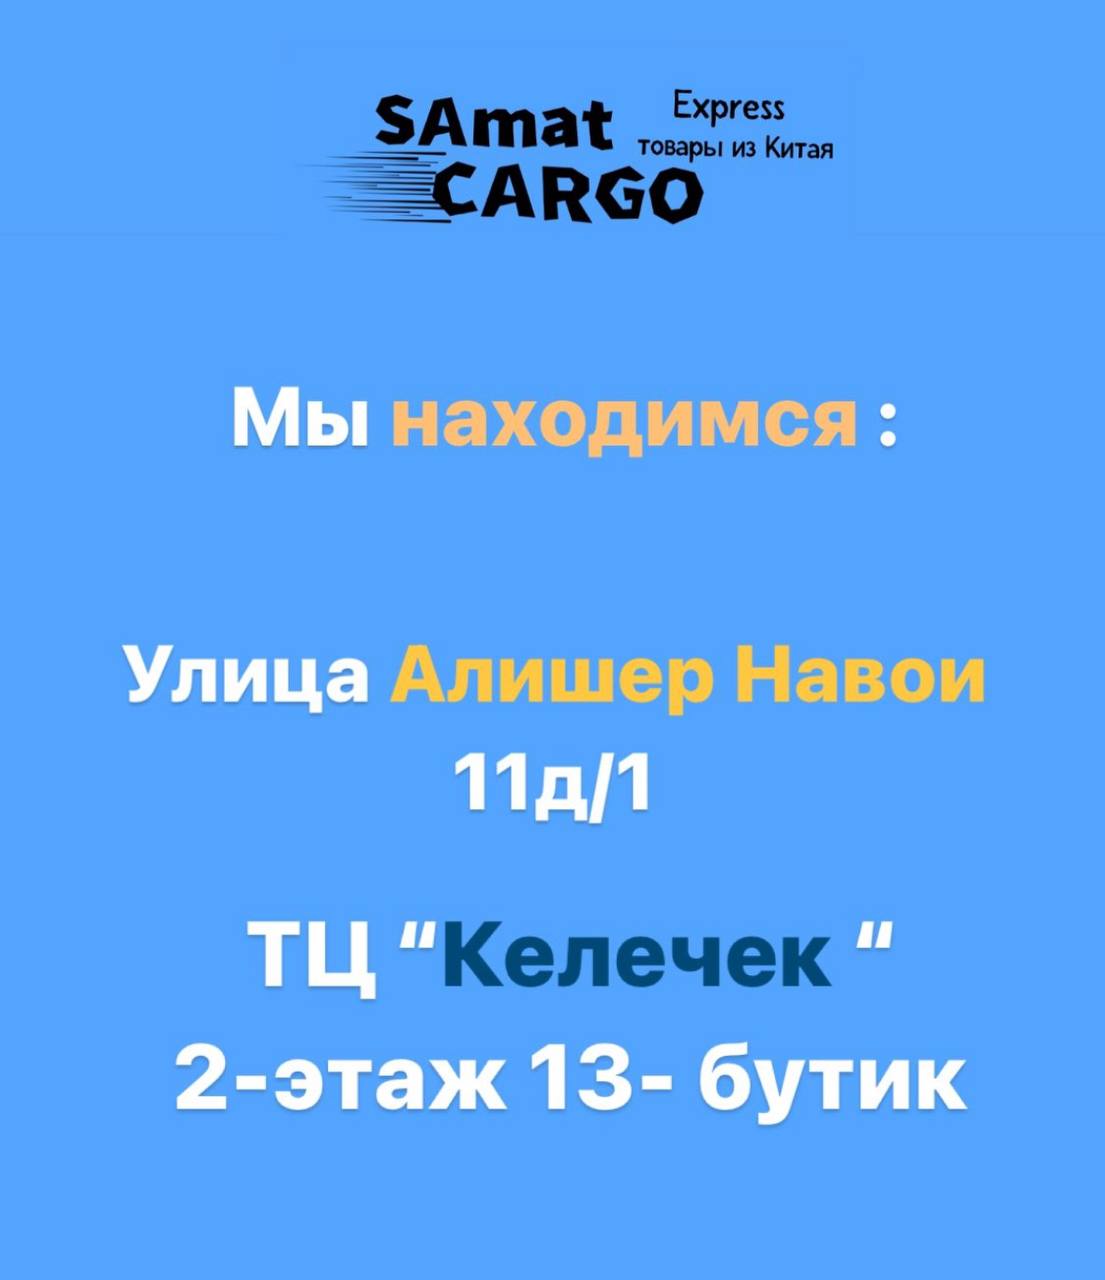 SAmat
Express
товары из Китая
CARGO
Мы находимся :
Улица Алишер Навои
11д/1
ТЦ “Келечек “
2-этаж 13- бутик